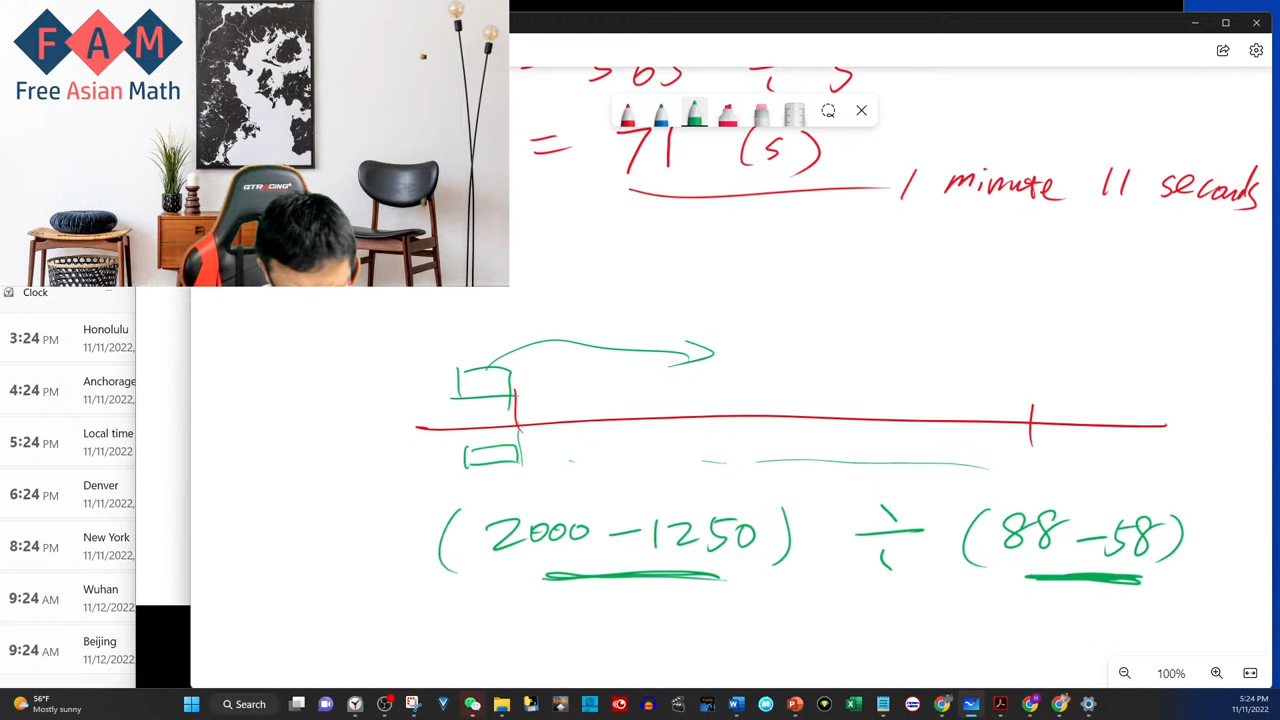 FAM
Free Asian Math
GTRACING
= 71 (s)
1 minute 11 seconds
Clock
3:24 PM Honolulu
11/11/2022,
4:24 PM Anchorage
11/11/2022,
5:24 PM Local time
11/11/2022,
6:24 PM Denver
11/11/2022,
8:24 PM New York
11/11/2022,
9:24 AM Wuhan
11/12/2022,
9:24 AM Beijing
11/12/2022,
(2000 - 1250) ÷ (88 - 58)
100%
56°F
Mostly sunny
Search
5:24 PM
11/11/2022